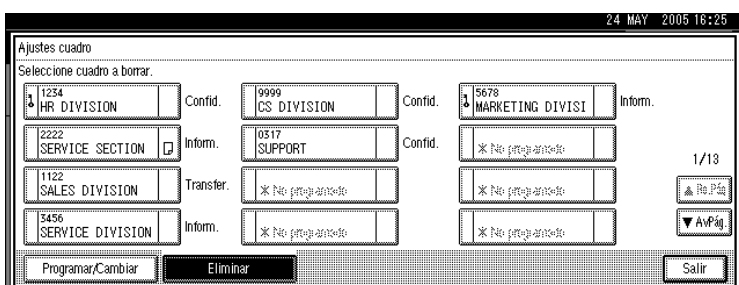 24 MAY 2005 16:25
Ajustes cuadro
Seleccione cuadro a borrar.
1234
HR DIVISION
Confid.
9999
CS DIVISION
Confid.
5678
MARKETING DIVISI
Inform.
2222
SERVICE SECTION
Inform.
0317
SUPPORT
Confid.
* No programado
1/13
1122
SALES DIVISION
Transfer.
* No programado
* No programado
▲ Re.Pág
3456
SERVICE DIVISION
Inform.
* No programado
* No programado
▼ AvPág.
Programar/Cambiar
Eliminar
Salir